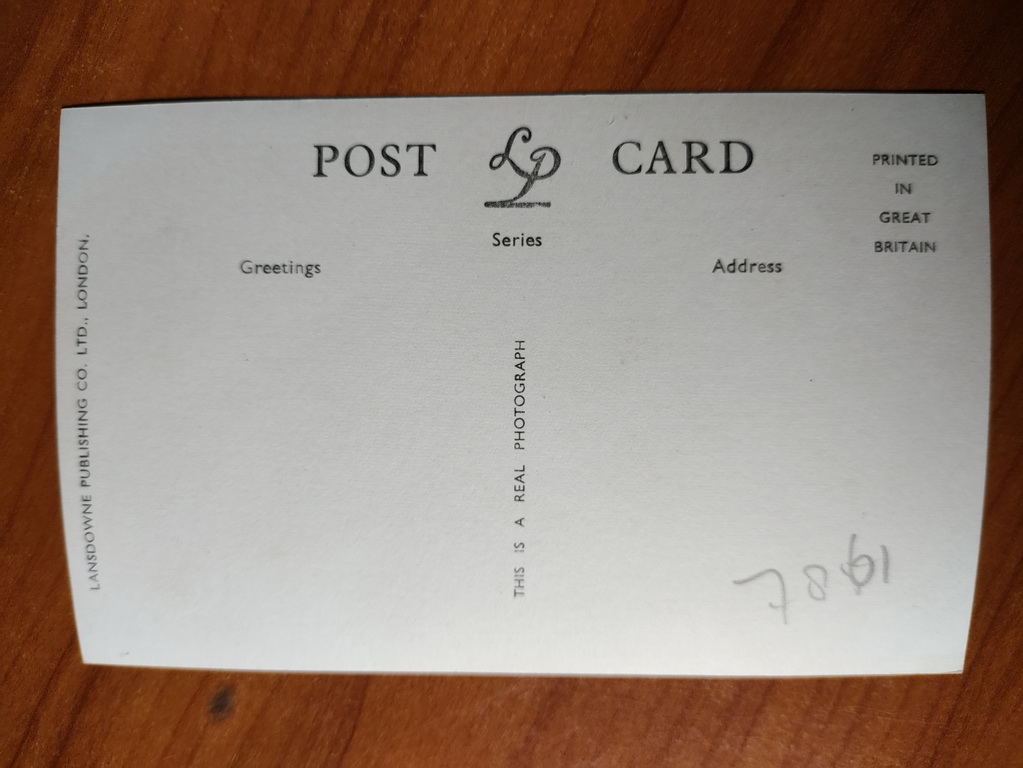 POST LP CARD
Series
PRINTED
IN
GREAT
BRITAIN
Greetings
Address
LANSDOWNE PUBLISHING CO. LTD., LONDON.
THIS IS A REAL PHOTOGRAPH